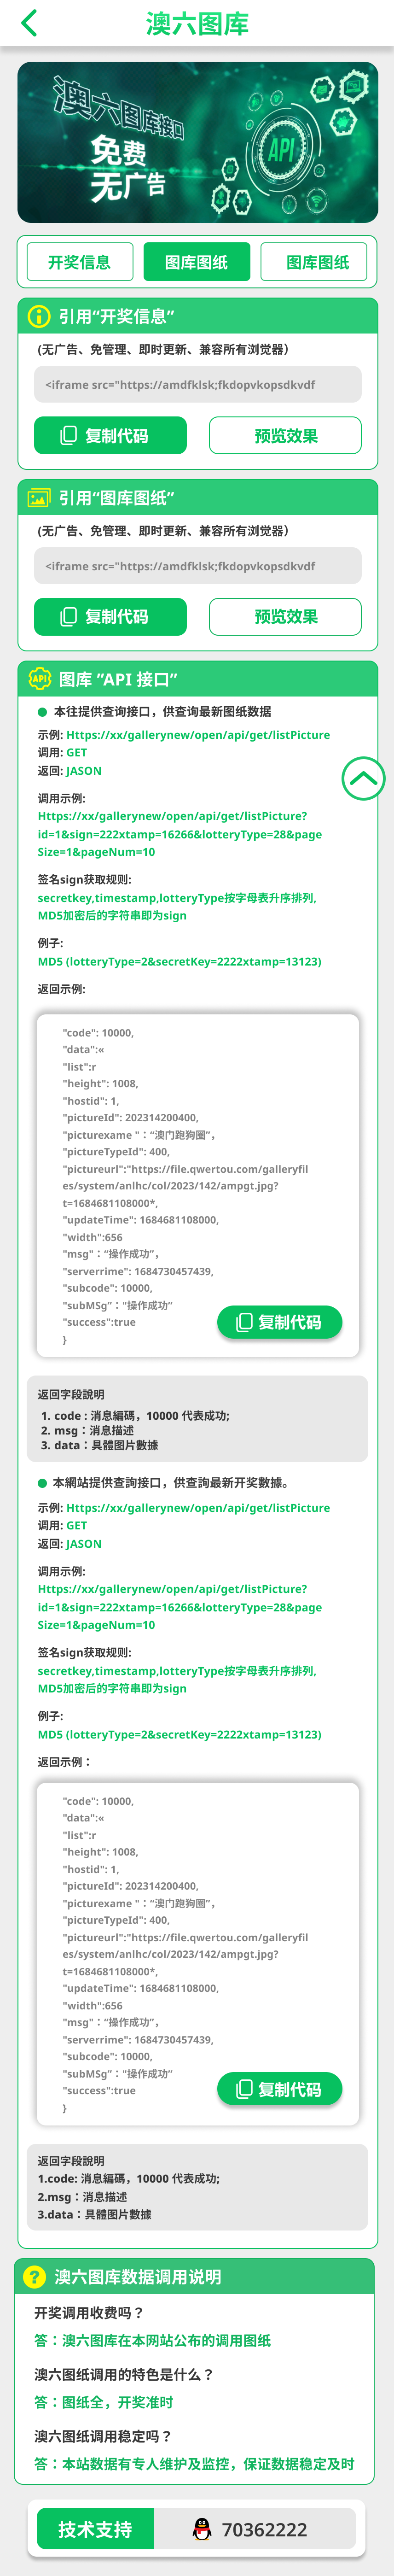 澳六图库
澳六图库接口
免费
无广告
API
开奖信息
图库图纸
图库图纸
引用“开奖信息”
(无广告、免管理、即时更新、兼容所有浏览器）
<iframe src="https://amdfklsk;fkdopvkopsdkvdf
复制代码
预览效果
引用“图库图纸”
(无广告、免管理、即时更新、兼容所有浏览器）
<iframe src="https://amdfklsk;fkdopvkopsdkvdf
复制代码
预览效果
API
图库 ”API 接口”
本往提供查询接口，供查询最新图纸数据
示例: Https://xx/gallerynew/open/api/get/listPicture
调用: GET
返回: JASON
调用示例:
Https://xx/gallerynew/open/api/get/listPicture?
id=1&sign=222xtamp=16266&lotteryType=28&page
Size=1&pageNum=10
签名sign获取规则:
secretkey,timestamp,lotteryType按字母表升序排列,
MD5加密后的字符串即为sign
例子:
MD5 (lotteryType=2&secretKey=2222xtamp=13123)
返回示例:
"code": 10000,
"data":«
"list":r
"height": 1008,
"hostid": 1,
"pictureId": 202314200400,
"picturexame "：“澳门跑狗圈”，
"pictureTypeId": 400,
"pictureurl":"https://file.qwertou.com/galleryfil
es/system/anlhc/col/2023/142/ampgt.jpg?
t=1684681108000*,
"updateTime": 1684681108000,
"width":656
"msg"：”操作成功”，
"serverrime": 1684730457439,
"subcode": 10000,
"subMSg”："操作成功”
"success":true
}
复制代码
返回字段說明
1. code : 消息編碼，10000 代表成功;
2. msg：消息描述
3. data：具體图片數據
本網站提供查詢接口，供查詢最新开奖數據。
示例: Https://xx/gallerynew/open/api/get/listPicture
调用: GET
返回: JASON
调用示例:
Https://xx/gallerynew/open/api/get/listPicture?
id=1&sign=222xtamp=16266&lotteryType=28&page
Size=1&pageNum=10
签名sign获取规则:
secretkey,timestamp,lotteryType按字母表升序排列,
MD5加密后的字符串即为sign
例子:
MD5 (lotteryType=2&secretKey=2222xtamp=13123)
返回示例：
"code": 10000,
"data":«
"list":r
"height": 1008,
"hostid": 1,
"pictureId": 202314200400,
"picturexame "：“澳门跑狗圈”，
"pictureTypeId": 400,
"pictureurl":"https://file.qwertou.com/galleryfil
es/system/anlhc/col/2023/142/ampgt.jpg?
t=1684681108000*,
"updateTime": 1684681108000,
"width":656
"msg"：”操作成功”，
"serverrime": 1684730457439,
"subcode": 10000,
"subMSg”："操作成功”
"success":true
}
复制代码
返回字段說明
1.code: 消息編碼，10000 代表成功;
2.msg：消息描述
3.data：具體图片數據
澳六图库数据调用说明
开奖调用收费吗？
答：澳六图库在本网站公布的调用图纸
澳六图纸调用的特色是什么？
答：图纸全，开奖准时
澳六图纸调用稳定吗？
答：本站数据有专人维护及监控，保证数据稳定及时
技术支持
70362222